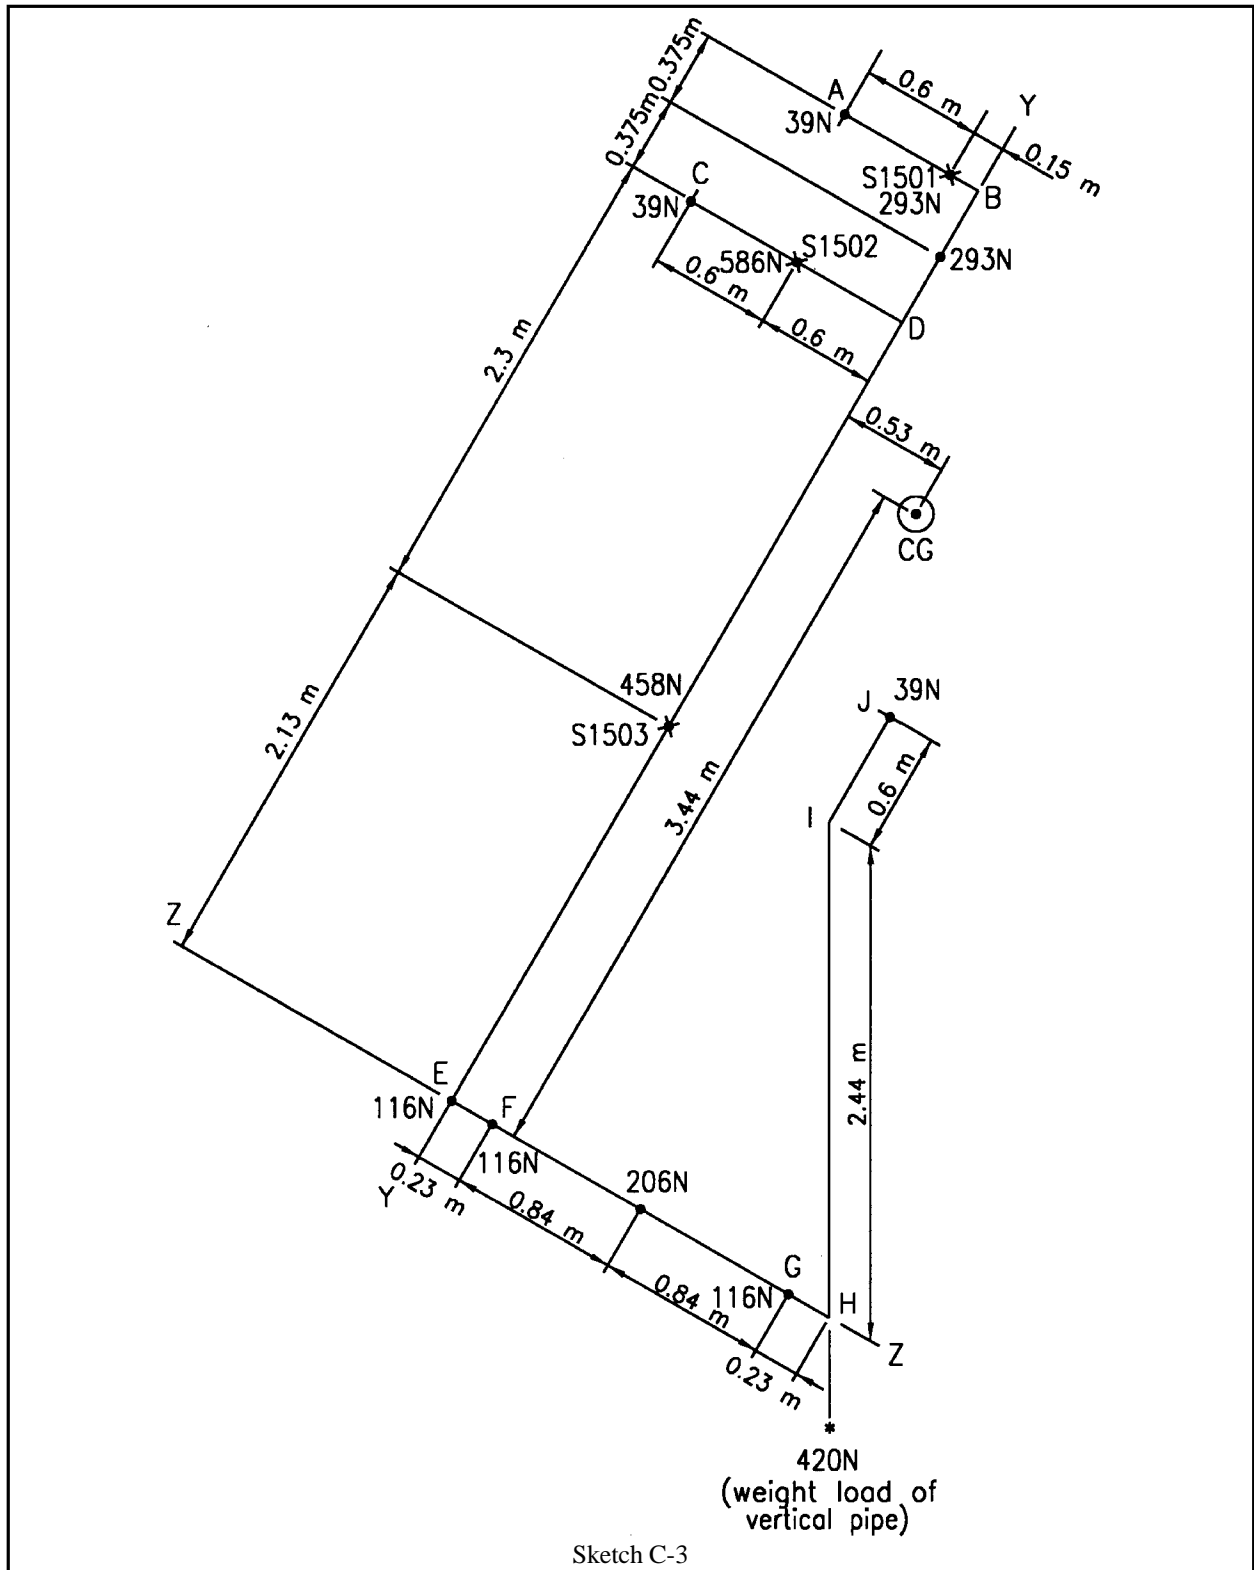 0.375m
A
0.6 m
Y
39N
0.375m
0.15 m
S1501
293N
B
C
39N
S1502
586N
293N
0.6 m
D
0.6 m
2.3 m
0.53 m
CG
458N
S1503
J
39N
2.13 m
3.44 m
0.6 m
I
Z
2.44 m
E
116N
F
116N
0.23 m
Y
206N
0.84 m
G
116N
H
0.84 m
Z
0.23 m
*
420N
(weight load of
vertical pipe)
Sketch C-3